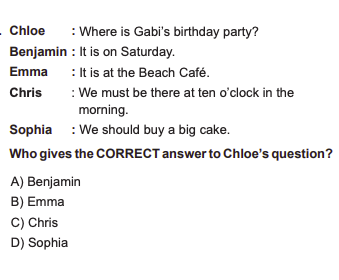 Chloe : Where is Gabi's birthday party?
Benjamin : It is on Saturday.
Emma : It is at the Beach Café.
Chris : We must be there at ten o'clock in the
morning.
Sophia : We should buy a big cake.
Who gives the CORRECT answer to Chloe's question?
A) Benjamin
B) Emma
C) Chris
D) Sophia